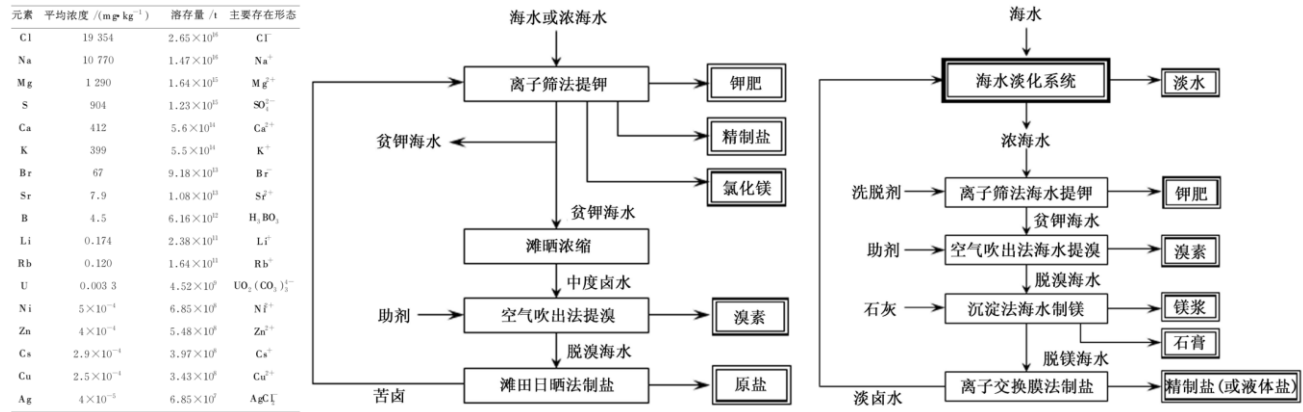 元素 平均浓度 /(mg•kg⁻¹) 溶存量 /t 主要存在形态
Cl 19 354 2.65×10¹⁶ Cl⁻
Na 10 770 1.47×10¹⁶ Na⁺
Mg 1 290 1.64×10¹⁵ Mg²⁺
S 904 1.23×10¹⁵ SO₄²⁻
Ca 412 5.6×10¹⁴ Ca²⁺
K 399 5.5×10¹⁴ K⁺
Br 67 9.18×10¹³ Br⁻
Sr 7.9 1.08×10¹³ Sr²⁺
B 4.5 6.16×10¹² H₃BO₃
Li 0.174 2.38×10¹¹ Li⁺
Rb 0.120 1.64×10¹¹ Rb⁺
U 0.003 3 4.52×10⁹ UO₂(CO₃)₃⁴⁻
Ni 5×10⁻⁴ 6.85×10⁸ Ni²⁺
Zn 4×10⁻⁴ 5.48×10⁸ Zn²⁺
Cs 2.9×10⁻⁴ 3.97×10⁸ Cs⁺
Cu 2.5×10⁻⁴ 3.43×10⁸ Cu²⁺
Ag 4×10⁻⁵ 6.85×10⁷ AgCl₂⁻
海水或浓海水
离子筛法提钾
钾肥
精制盐
贫钾海水
氯化镁
贫钾海水
滩晒浓缩
中度卤水
助剂
空气吹出法提溴
溴素
脱溴海水
滩田日晒法制盐
原盐
苦卤
海水
海水淡化系统
淡水
浓海水
洗脱剂
离子筛法海水提钾
钾肥
贫钾海水
助剂
空气吹出法海水提溴
溴素
脱溴海水
石灰
沉淀法海水制镁
镁浆
石膏
脱镁海水
离子交换膜法制盐
精制盐(或液体盐)
淡卤水